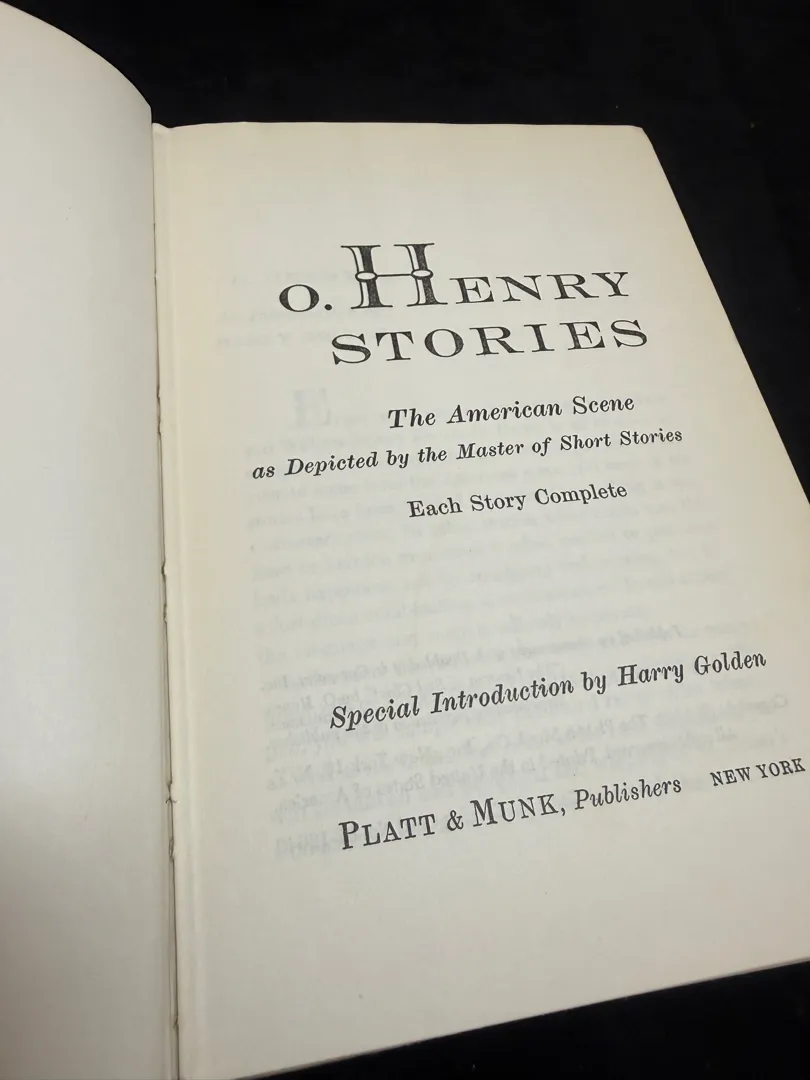 O. HENRY
STORIES
The American Scene
as Depicted by the Master of Short Stories
Each Story Complete
Special Introduction by Harry Golden
PLATT & MUNK, Publishers NEW YORK